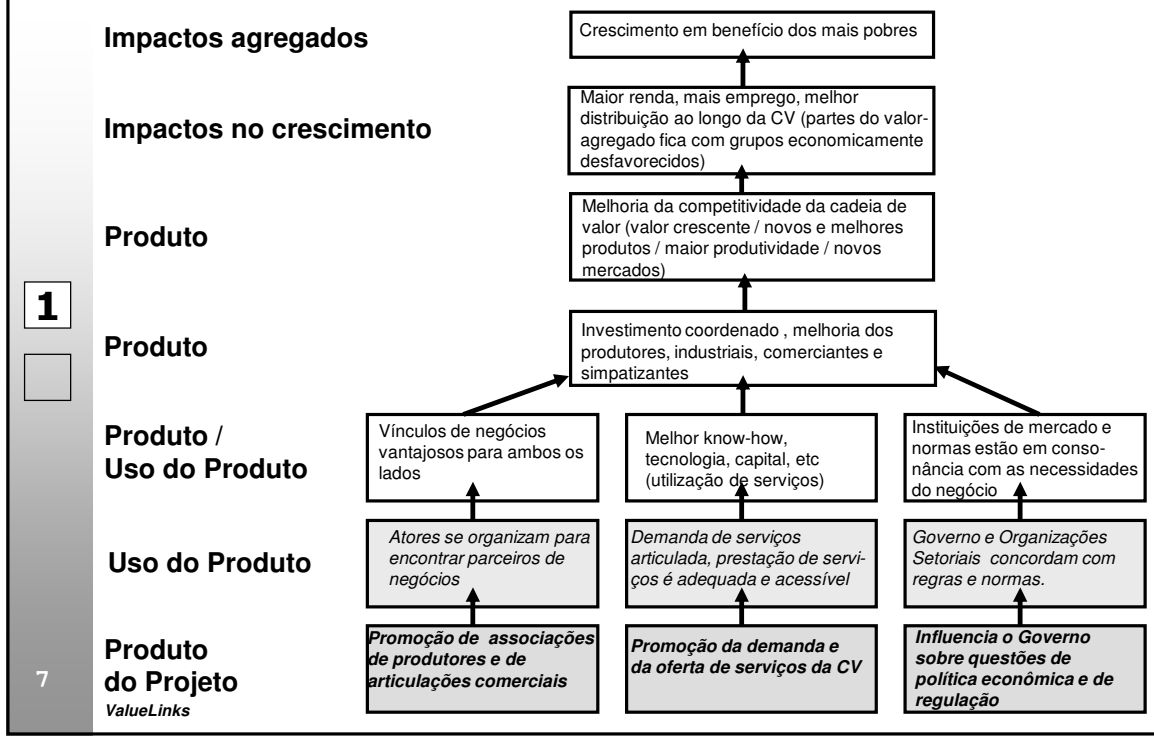 Impactos agregados
Crescimento em benefício dos mais pobres
Impactos no crescimento
Maior renda, mais emprego, melhor
distribuição ao longo da CV (partes do valor-
agregado fica com grupos economicamente
desfavorecidos)
Produto
Melhoria da competitividade da cadeia de
valor (valor crescente / novos e melhores
produtos / maior produtividade / novos
mercados)
1
Produto
Investimento coordenado , melhoria dos
produtores, industriais, comerciantes e
simpatizantes
Produto /
Uso do Produto
Vínculos de negócios
vantajosos para ambos os
lados
Melhor know-how,
tecnologia, capital, etc
(utilização de serviços)
Instituições de mercado e
normas estão em conso-
nância com as necessidades
do negócio
Uso do Produto
Atores se organizam para
encontrar parceiros de
negócios
Demanda de serviços
articulada, prestação de servi-
ços é adequada e acessível
Governo e Organizações
Setoriais concordam com
regras e normas.
Produto
do Projeto
ValueLinks
Promoção de associações
de produtores e de
articulações comerciais
Promoção da demanda e
da oferta de serviços da CV
Influencia o Governo
sobre questões de
política econômica e de
regulação
7